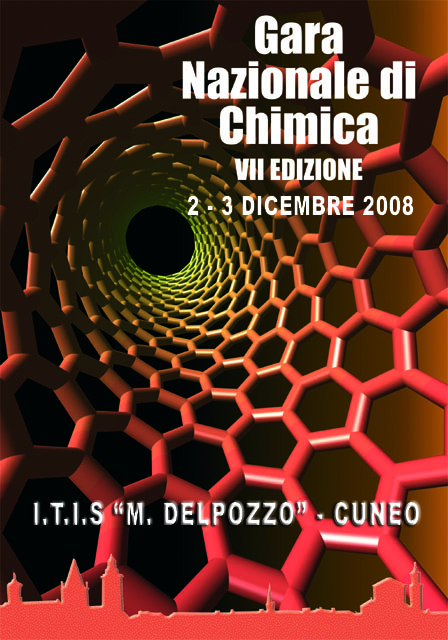 Gara
Nazionale di
Chimica
VII EDIZIONE
2 - 3 DICEMBRE 2008
I.T.I.S “M. DELPOZZO” - CUNEO